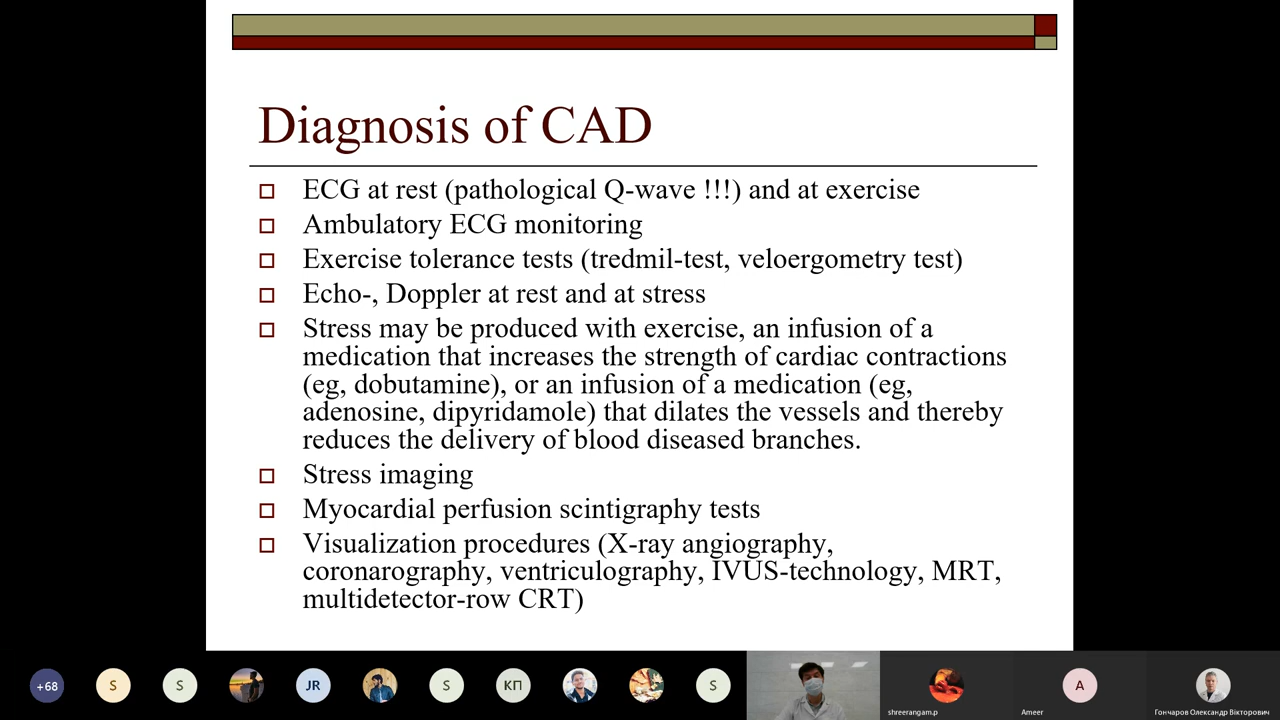 Diagnosis of CAD
ECG at rest (pathological Q-wave !!!) and at exercise
Ambulatory ECG monitoring
Exercise tolerance tests (tredmil-test, veloergometry test)
Echo-, Doppler at rest and at stress
Stress may be produced with exercise, an infusion of a
medication that increases the strength of cardiac contractions
(eg, dobutamine), or an infusion of a medication (eg,
adenosine, dipyridamole) that dilates the vessels and thereby
reduces the delivery of blood diseased branches.
Stress imaging
Myocardial perfusion scintigraphy tests
Visualization procedures (X-ray angiography,
coronarography, ventriculography, IVUS-technology, MRT,
multidetector-row CRT)
+68
S
S
JR
S
КП
S
shreerangam.p
A
Ameer
Гончаров Олександр Вікторович